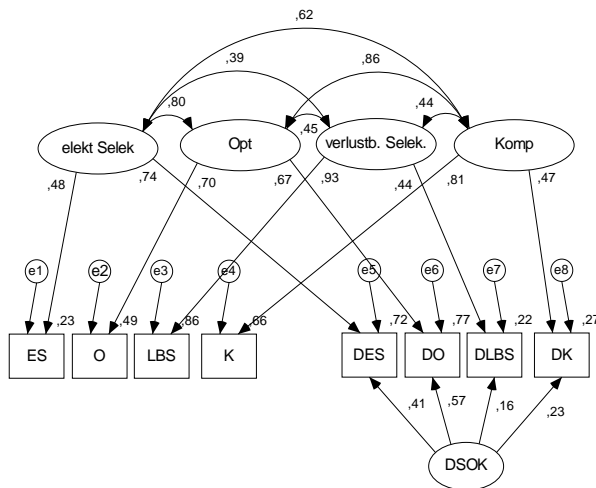 ,62
,39 ,86
,80 ,45 ,44
elekt Selek Opt verlustb. Selek. Komp
,48 ,74 ,70 ,67 ,93 ,44 ,81 ,47
e1 e2 e3 e4 e5 e6 e7 e8
,23 ,49 ,86 ,66 ,72 ,77 ,22 ,27
ES O LBS K DES DO DLBS DK
,41 ,57 ,16 ,23
DSOK